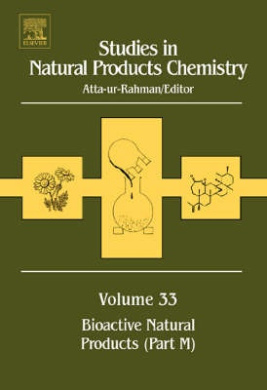 ELSEVIER
Studies in
Natural Products Chemistry
Atta-ur-Rahman/Editor
Volume 33
Bioactive Natural
Products (Part M)